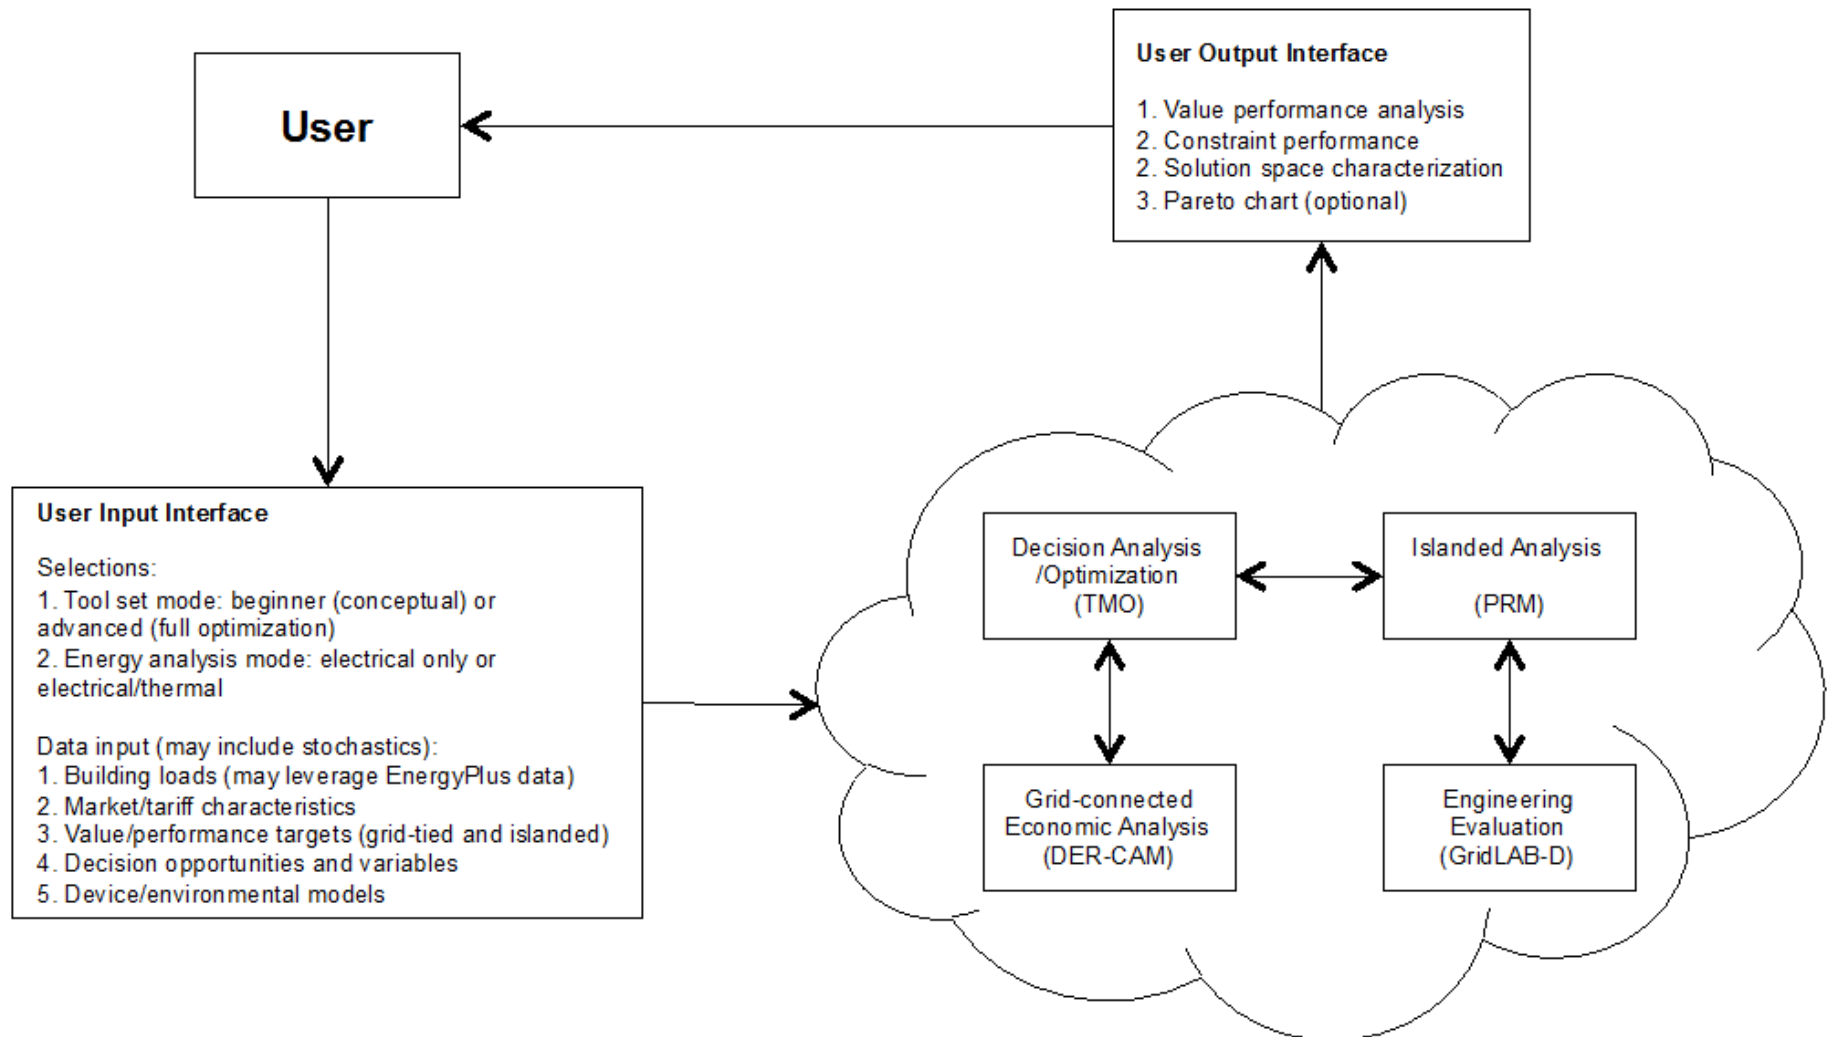 User
User Output Interface
1. Value performance analysis
2. Constraint performance
2. Solution space characterization
3. Pareto chart (optional)
User Input Interface
Selections:
1. Tool set mode: beginner (conceptual) or
advanced (full optimization)
2. Energy analysis mode: electrical only or
electrical/thermal
Data input (may include stochastics):
1. Building loads (may leverage EnergyPlus data)
2. Market/tariff characteristics
3. Value/performance targets (grid-tied and islanded)
4. Decision opportunities and variables
5. Device/environmental models
Decision Analysis
/Optimization
(TMO)
Islanded Analysis
(PRM)
Grid-connected
Economic Analysis
(DER-CAM)
Engineering
Evaluation
(GridLAB-D)